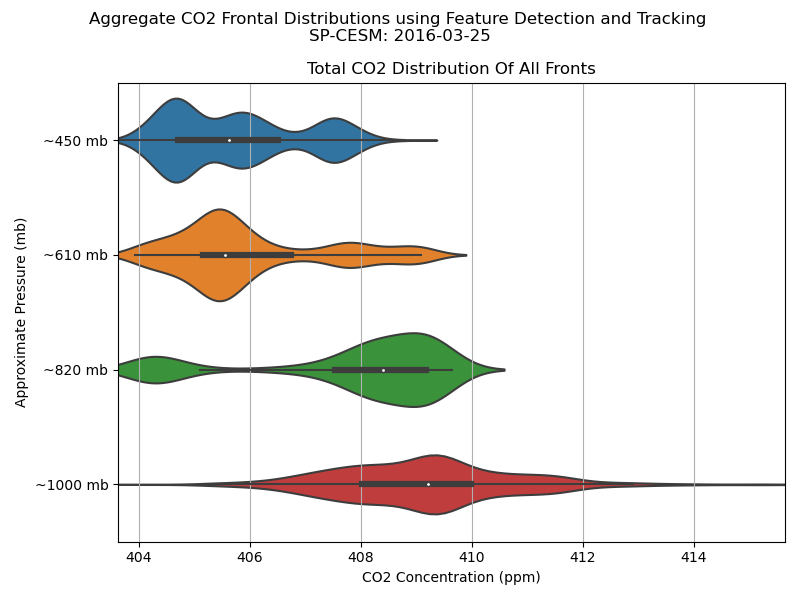 Aggregate CO2 Frontal Distributions using Feature Detection and Tracking
SP-CESM: 2016-03-25
Total CO2 Distribution Of All Fronts
Approximate Pressure (mb)
~450 mb
~610 mb
~820 mb
~1000 mb
404 406 408 410 412 414
CO2 Concentration (ppm)